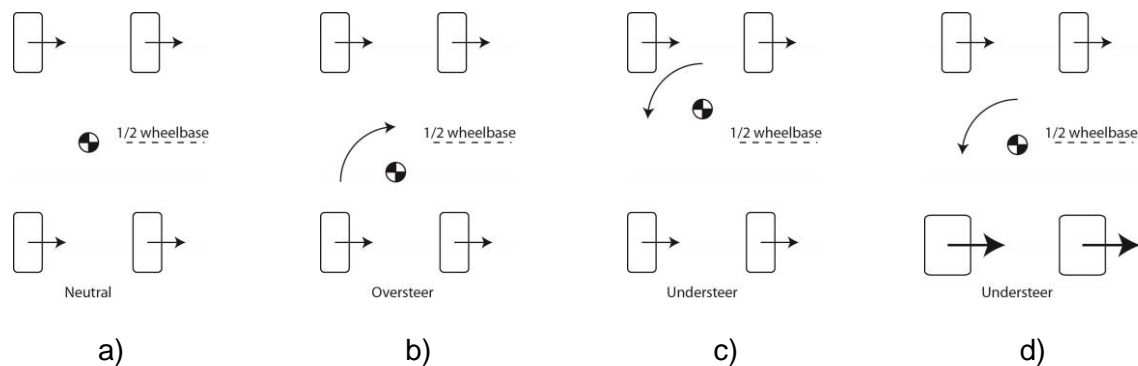 1/2 wheelbase
1/2 wheelbase
1/2 wheelbase
1/2 wheelbase
Neutral
Oversteer
Understeer
Understeer
a)
b)
c)
d)